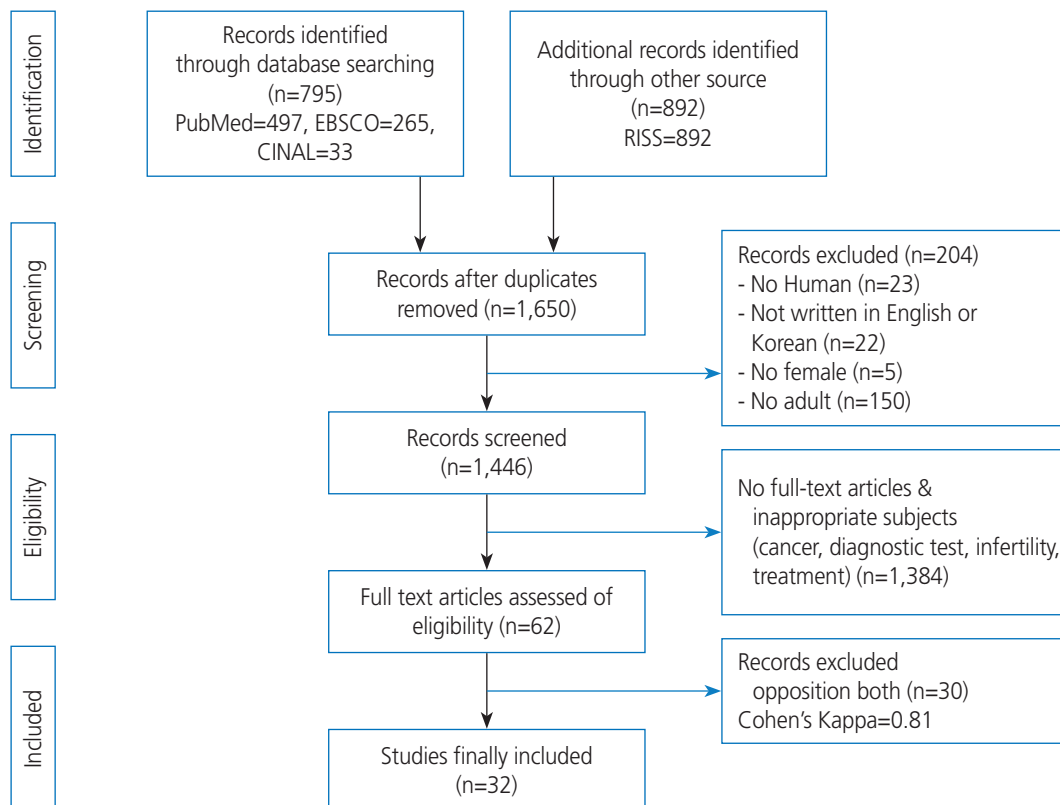 Identification
Records identified
through database searching
(n=795)
PubMed=497, EBSCO=265,
CINAL=33
Additional records identified
through other source
(n=892)
RISS=892
Screening
Records after duplicates
removed (n=1,650)
Records excluded (n=204)
- No Human (n=23)
- Not written in English or
Korean (n=22)
- No female (n=5)
- No adult (n=150)
Records screened
(n=1,446)
Eligibility
No full-text articles &
inappropriate subjects
(cancer, diagnostic test, infertility,
treatment) (n=1,384)
Full text articles assessed of
eligibility (n=62)
Included
Records excluded
opposition both (n=30)
Cohen's Kappa=0.81
Studies finally included
(n=32)